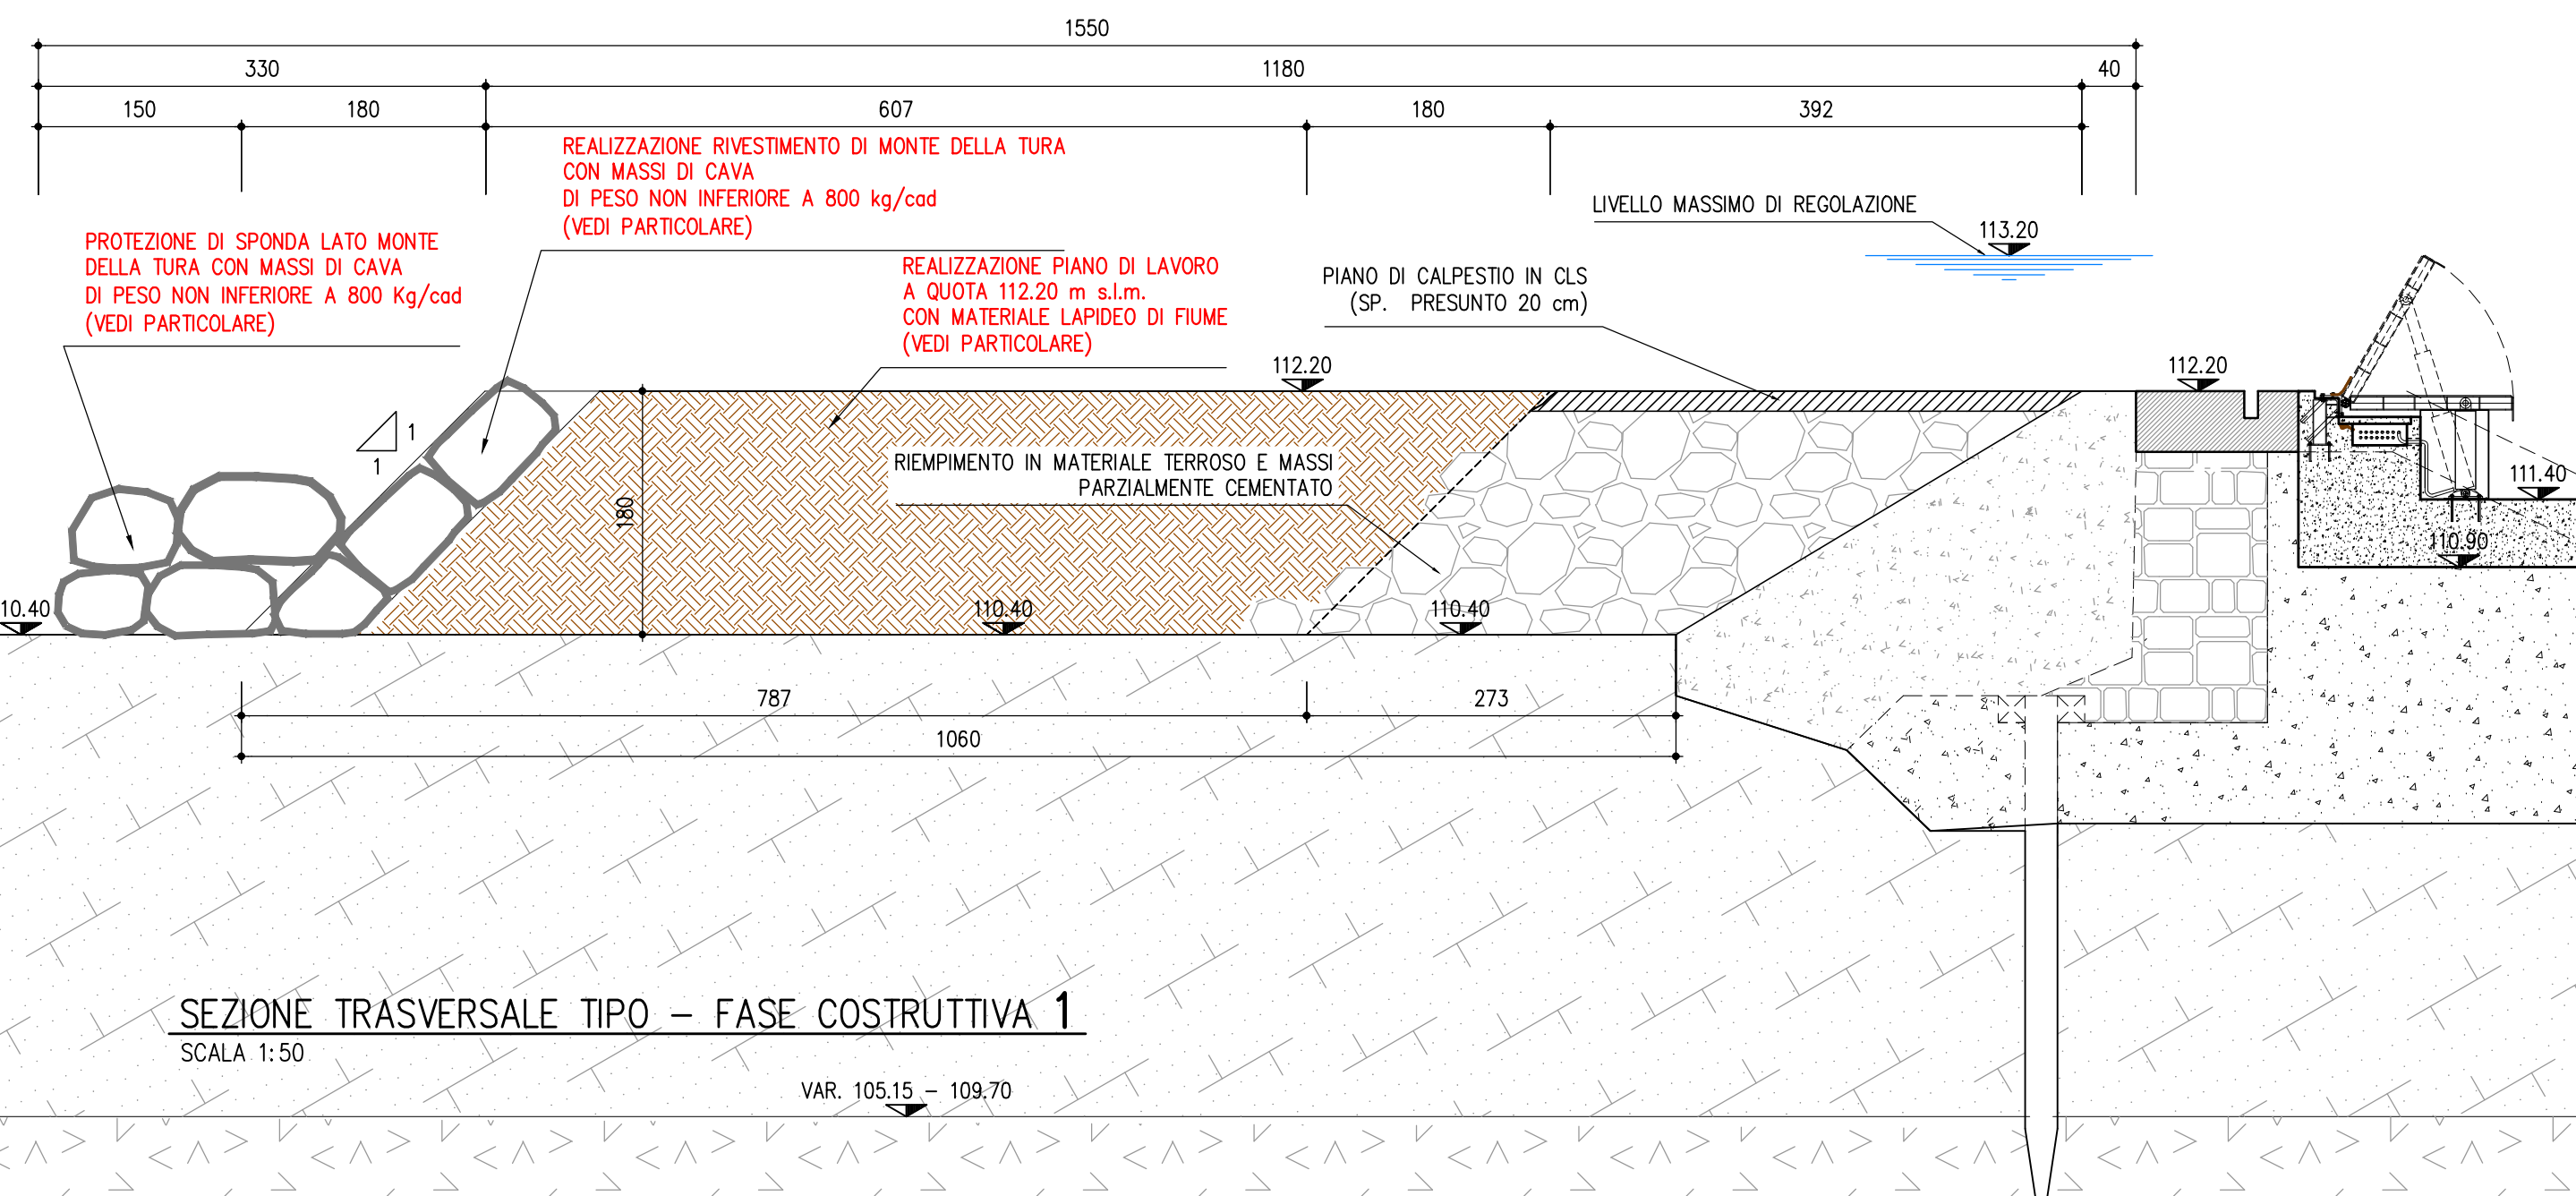 1550
330
1180
40
150
180
607
180
392
REALIZZAZIONE RIVESTIMENTO DI MONTE DELLA TURA
CON MASSI DI CAVA
DI PESO NON INFERIORE A 800 kg/cad
(VEDI PARTICOLARE)
PROTEZIONE DI SPONDA LATO MONTE
DELLA TURA CON MASSI DI CAVA
DI PESO NON INFERIORE A 800 Kg/cad
(VEDI PARTICOLARE)
REALIZZAZIONE PIANO DI LAVORO
A QUOTA 112.20 m s.l.m.
CON MATERIALE LAPIDEO DI FIUME
(VEDI PARTICOLARE)
LIVELLO MASSIMO DI REGOLAZIONE
113.20
PIANO DI CALPESTIO IN CLS
(SP. PRESUNTO 20 cm)
112.20
112.20
1
1
RIEMPIMENTO IN MATERIALE TERROSO E MASSI
PARZIALMENTE CEMENTATO
180
111.40
110.90
10.40
110.40
110.40
787
273
1060
SEZIONE TRASVERSALE TIPO – FASE COSTRUTTIVA 1
SCALA 1:50
VAR. 105.15 – 109.70